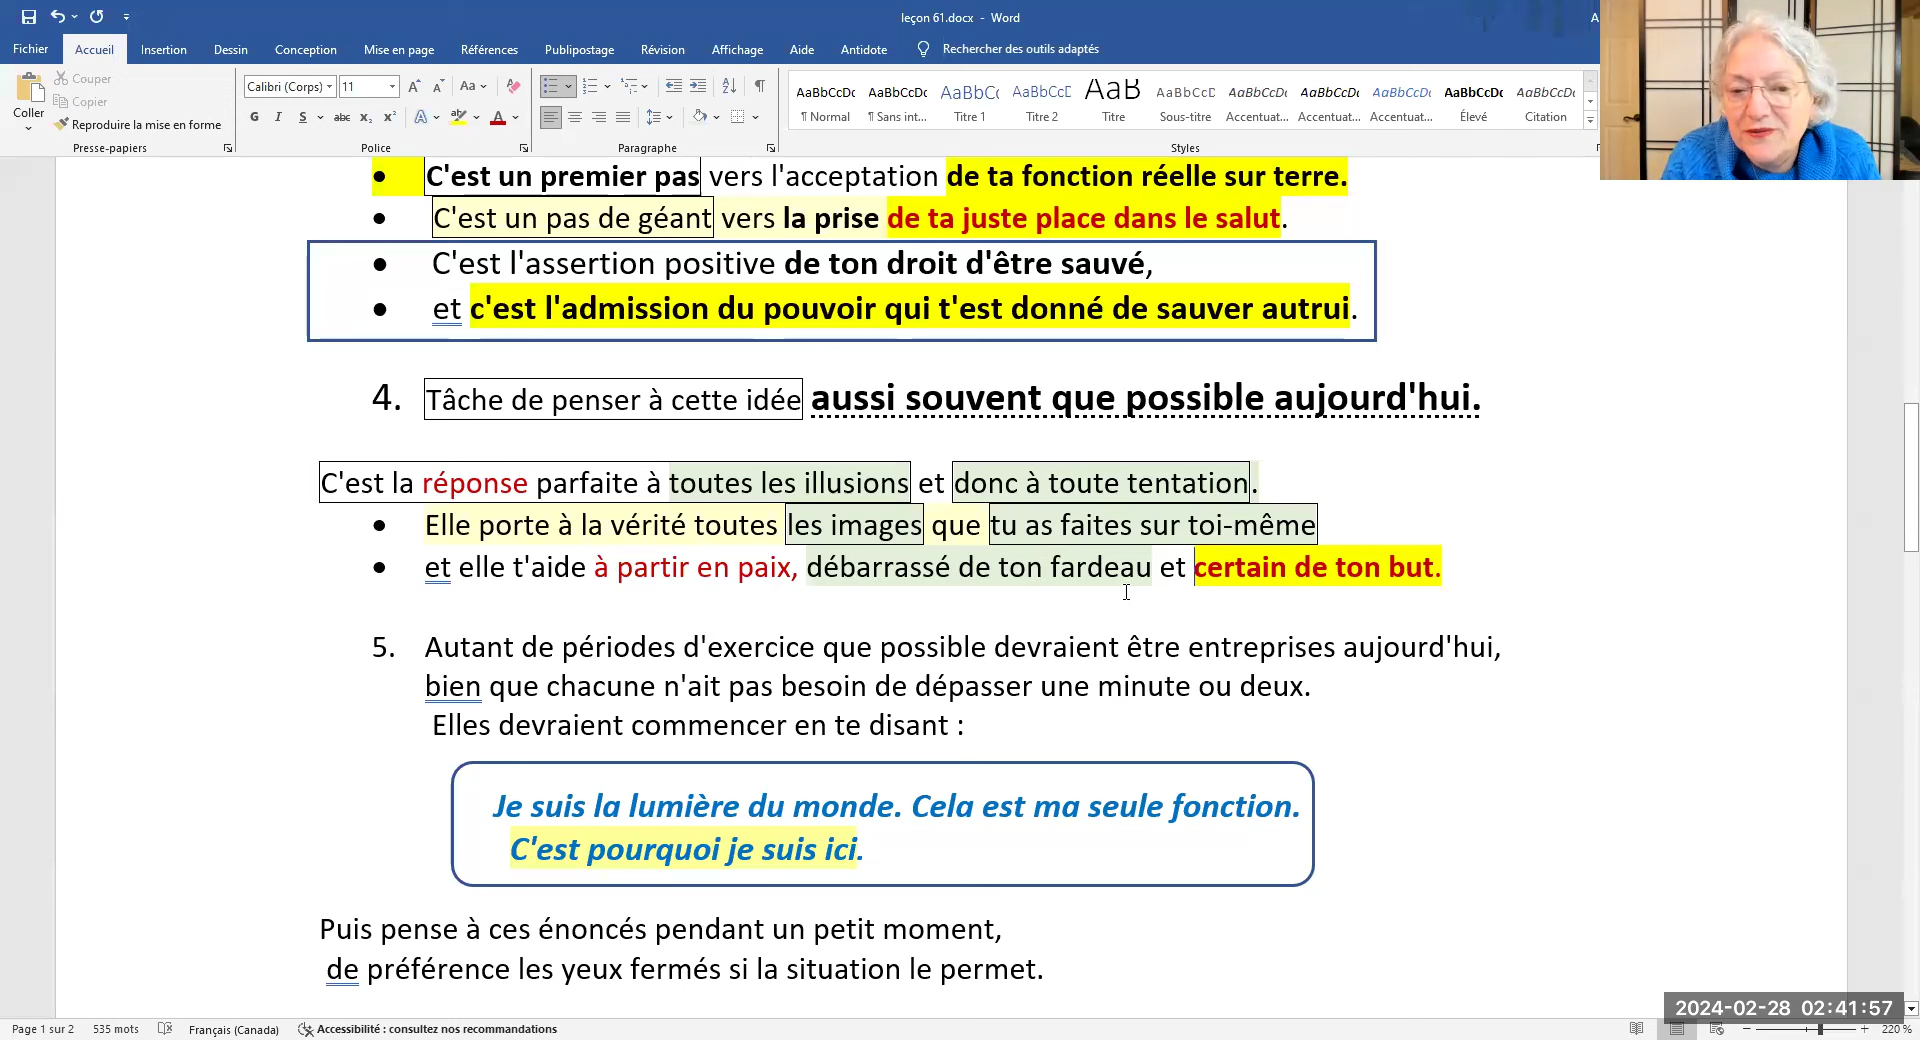 leçon 61.docx - Word
A
Fichier
Accueil
Insertion
Dessin
Conception
Mise en page
Références
Publipostage
Révision
Affichage
Aide
Antidote
Rechercher des outils adaptés
Coller
Couper
Copier
Reproduire la mise en forme
Presse-papiers
Calibri (Corps)
11
Aa
G I S abc x₂ x²
Police
Paragraphe
AaBbCcDc AaBbCcDc AaBbCc AaBbCcD AaB AaBbCcD AaBbCcDc AaBbCcDc AaBbCcDc AaBbCcDc AaBbCcDc
¶ Normal ¶ Sans int... Titre 1 Titre 2 Titre Sous-titre Accentuat... Accentuat... Accentuat... Élevé Citation
Styles
• C'est un premier pas vers l'acceptation de ta fonction réelle sur terre.
• C'est un pas de géant vers la prise de ta juste place dans le salut.
• C'est l'assertion positive de ton droit d'être sauvé,
• et c'est l'admission du pouvoir qui t'est donné de sauver autrui.
4. Tâche de penser à cette idée aussi souvent que possible aujourd'hui.
C'est la réponse parfaite à toutes les illusions et donc à toute tentation.
• Elle porte à la vérité toutes les images que tu as faites sur toi-même
• et elle t'aide à partir en paix, débarrassé de ton fardeau et certain de ton but.
5. Autant de périodes d'exercice que possible devraient être entreprises aujourd'hui,
bien que chacune n'ait pas besoin de dépasser une minute ou deux.
Elles devraient commencer en te disant :
Je suis la lumière du monde. Cela est ma seule fonction.
C'est pourquoi je suis ici.
Puis pense à ces énoncés pendant un petit moment,
de préférence les yeux fermés si la situation le permet.
2024-02-28 02:41:57
Page 1 sur 2
535 mots
Français (Canada)
Accessibilité : consultez nos recommandations
220 %